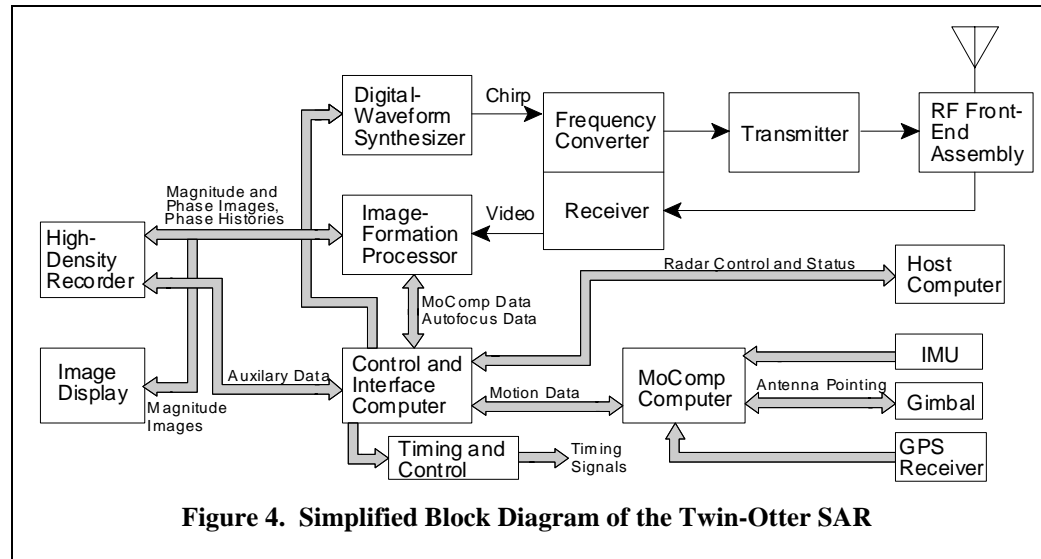 Digital-
Waveform
Synthesizer
Chirp
Frequency
Converter
Transmitter
RF Front-
End
Assembly
Magnitude and
Phase Images,
Phase Histories
Image-
Formation
Processor
Video
Receiver
High-
Density
Recorder
Radar Control and Status
Host
Computer
MoComp Data
Autofocus Data
Image
Display
Auxilary Data
Control and
Interface
Computer
Motion Data
MoComp
Computer
IMU
Antenna Pointing
Gimbal
Magnitude
Images
Timing and
Control
Timing
Signals
GPS
Receiver
Figure 4. Simplified Block Diagram of the Twin-Otter SAR